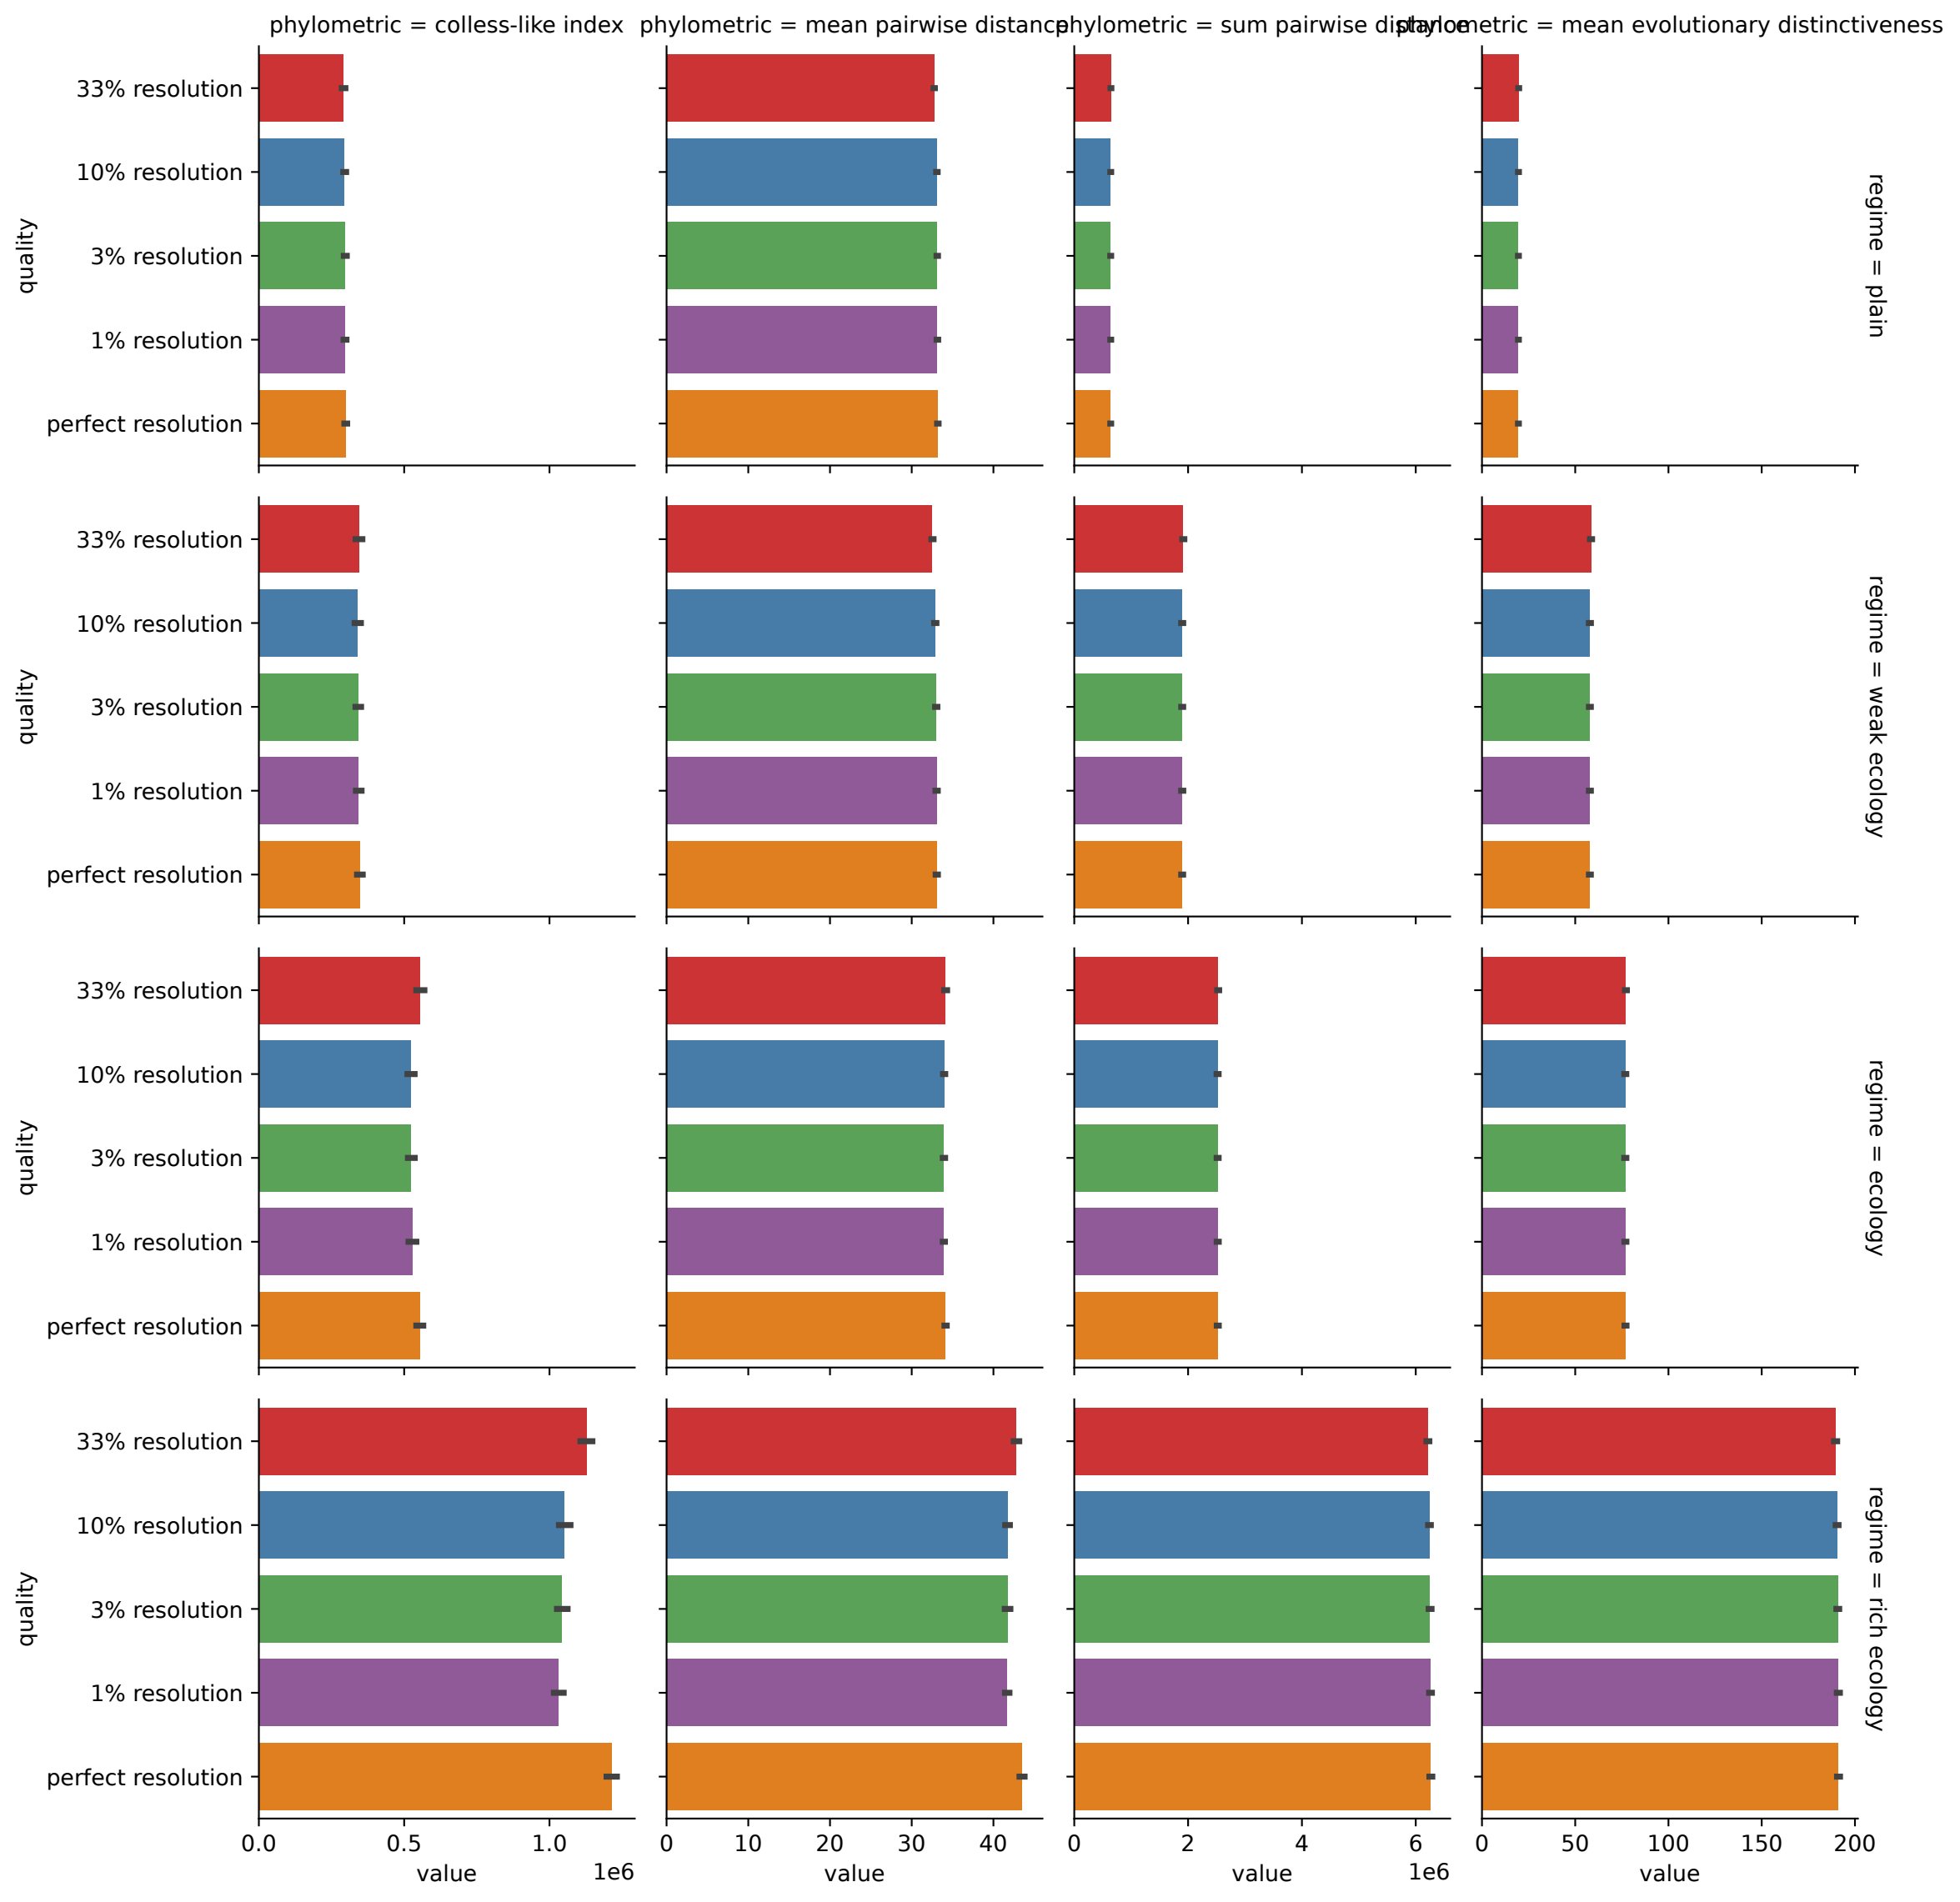 phylometric = colless-like index
phylometric = mean pairwise distance
phylometric = sum pairwise distance
phylometric = mean evolutionary distinctiveness
quality
33% resolution
10% resolution
3% resolution
1% resolution
perfect resolution
regime = plain
quality
33% resolution
10% resolution
3% resolution
1% resolution
perfect resolution
regime = weak ecology
quality
33% resolution
10% resolution
3% resolution
1% resolution
perfect resolution
regime = ecology
quality
33% resolution
10% resolution
3% resolution
1% resolution
perfect resolution
regime = rich ecology
0.0 0.5 1.0
1e6
value
0 10 20 30 40
value
0 2 4 6
1e6
value
0 50 100 150 200
value